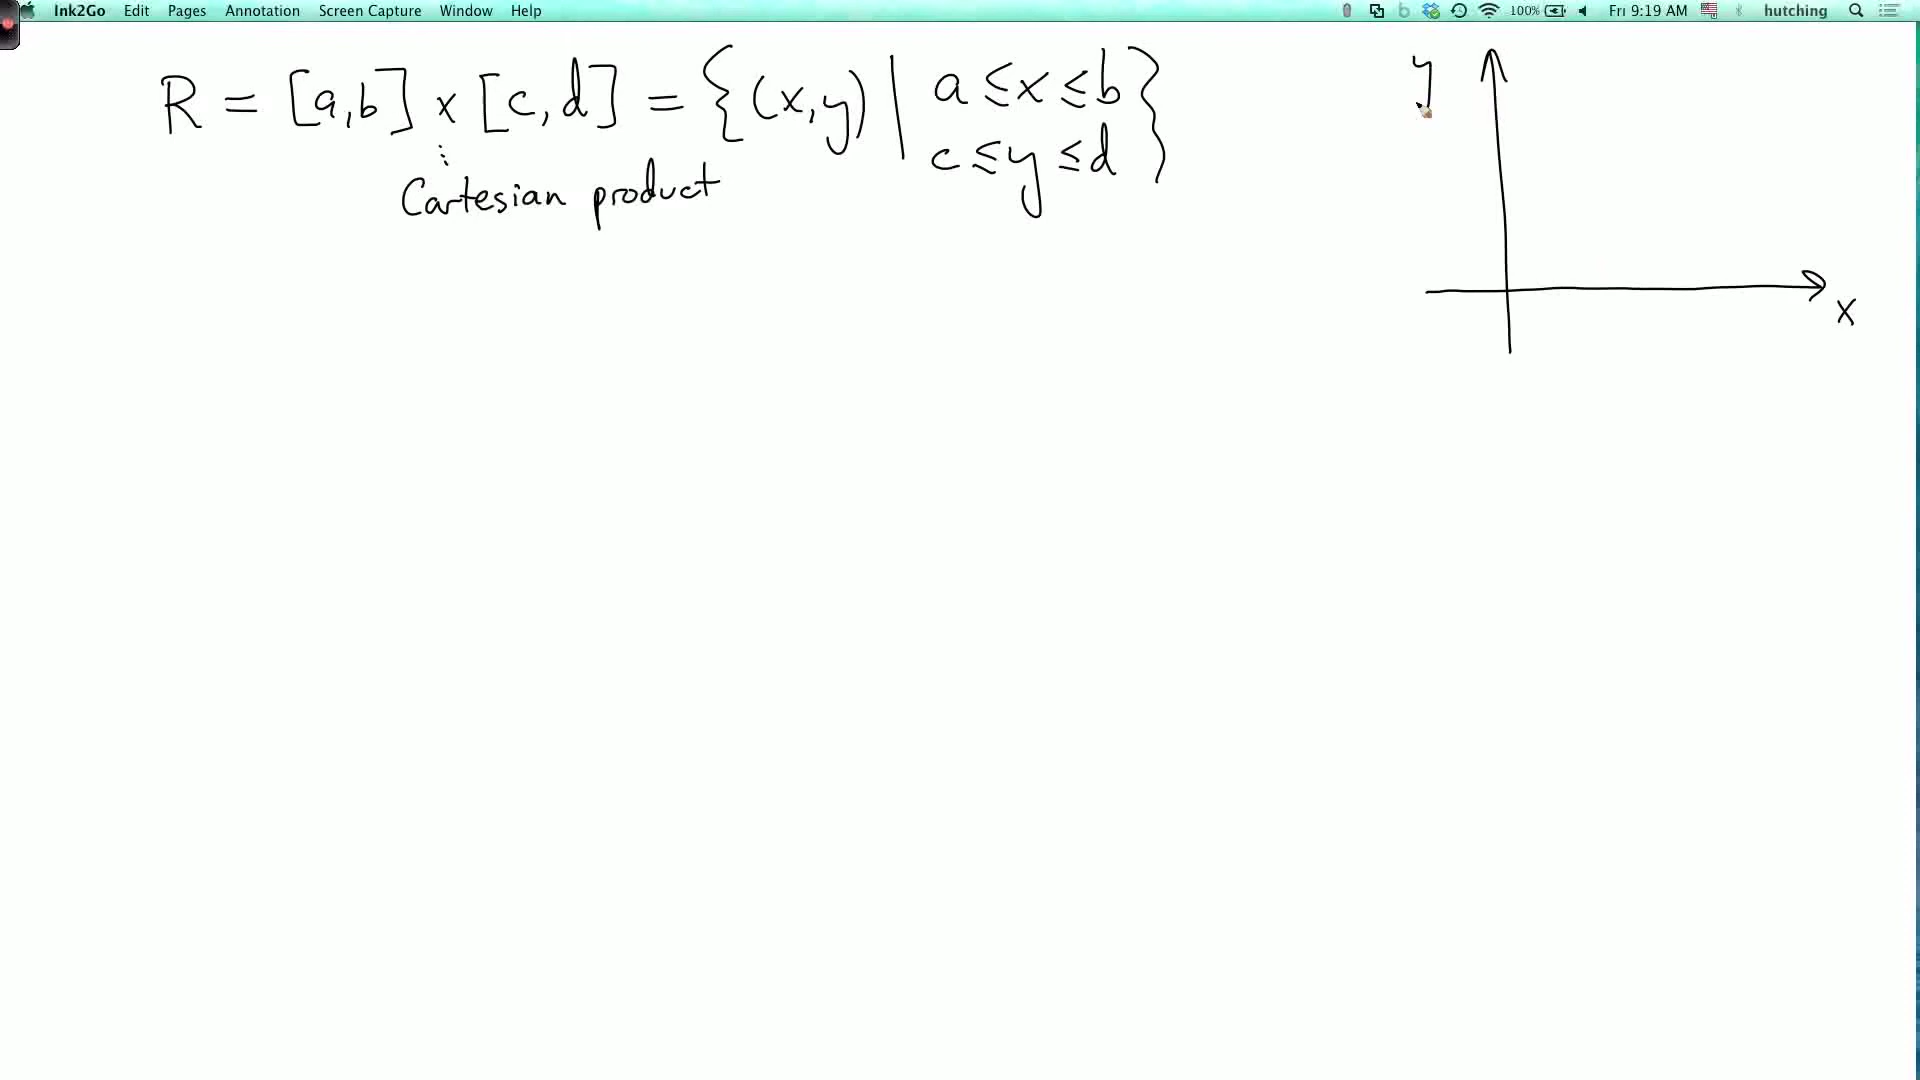 Ink2Go Edit Pages Annotation Screen Capture Window Help 100% Fri 9:19 AM hutching
R = [a,b] x [c,d] = {(x,y) | a ≤ x ≤ b
c ≤ y ≤ d}
Cartesian product
y
x